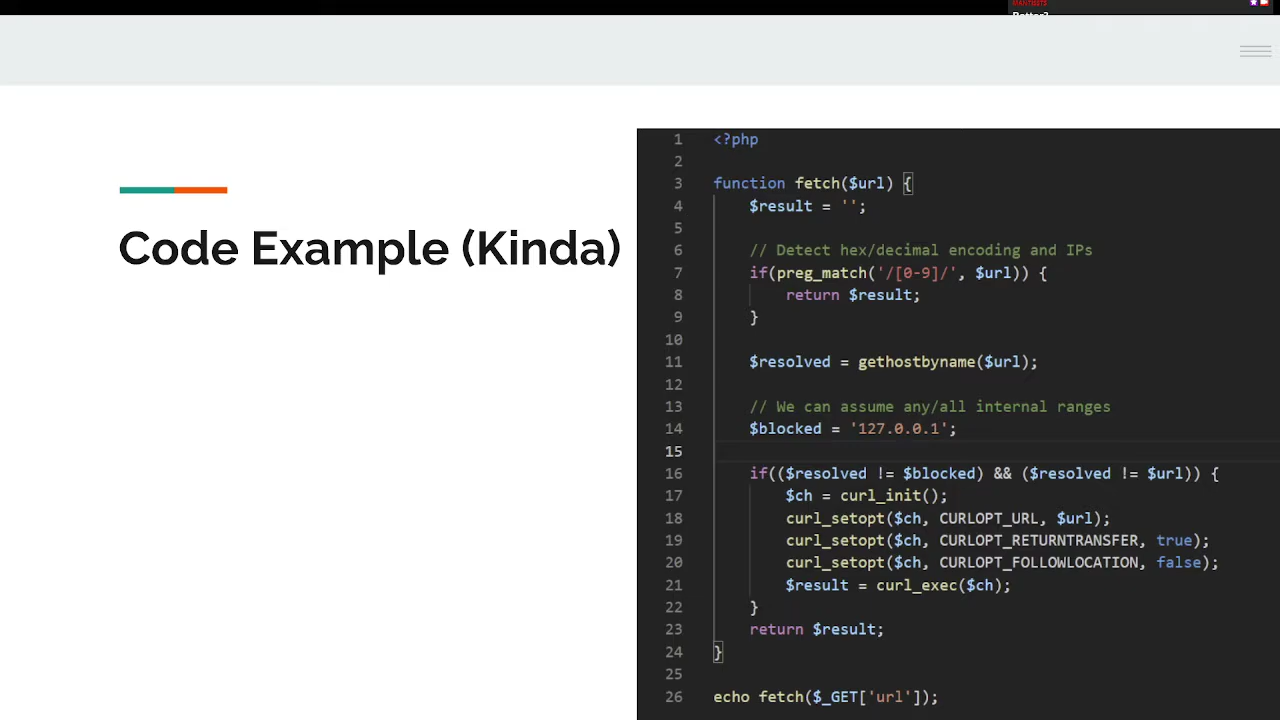 Code Example (Kinda)
1 <?php
2
3 function fetch($url) {
4 $result = '';
5
6 // Detect hex/decimal encoding and IPs
7 if(preg_match('/[0-9]/', $url)) {
8 return $result;
9 }
10
11 $resolved = gethostbyname($url);
12
13 // We can assume any/all internal ranges
14 $blocked = '127.0.0.1';
15
16 if(($resolved != $blocked) && ($resolved != $url)) {
17 $ch = curl_init();
18 curl_setopt($ch, CURLOPT_URL, $url);
19 curl_setopt($ch, CURLOPT_RETURNTRANSFER, true);
20 curl_setopt($ch, CURLOPT_FOLLOWLOCATION, false);
21 $result = curl_exec($ch);
22 }
23 return $result;
24 }
25
26 echo fetch($_GET['url']);